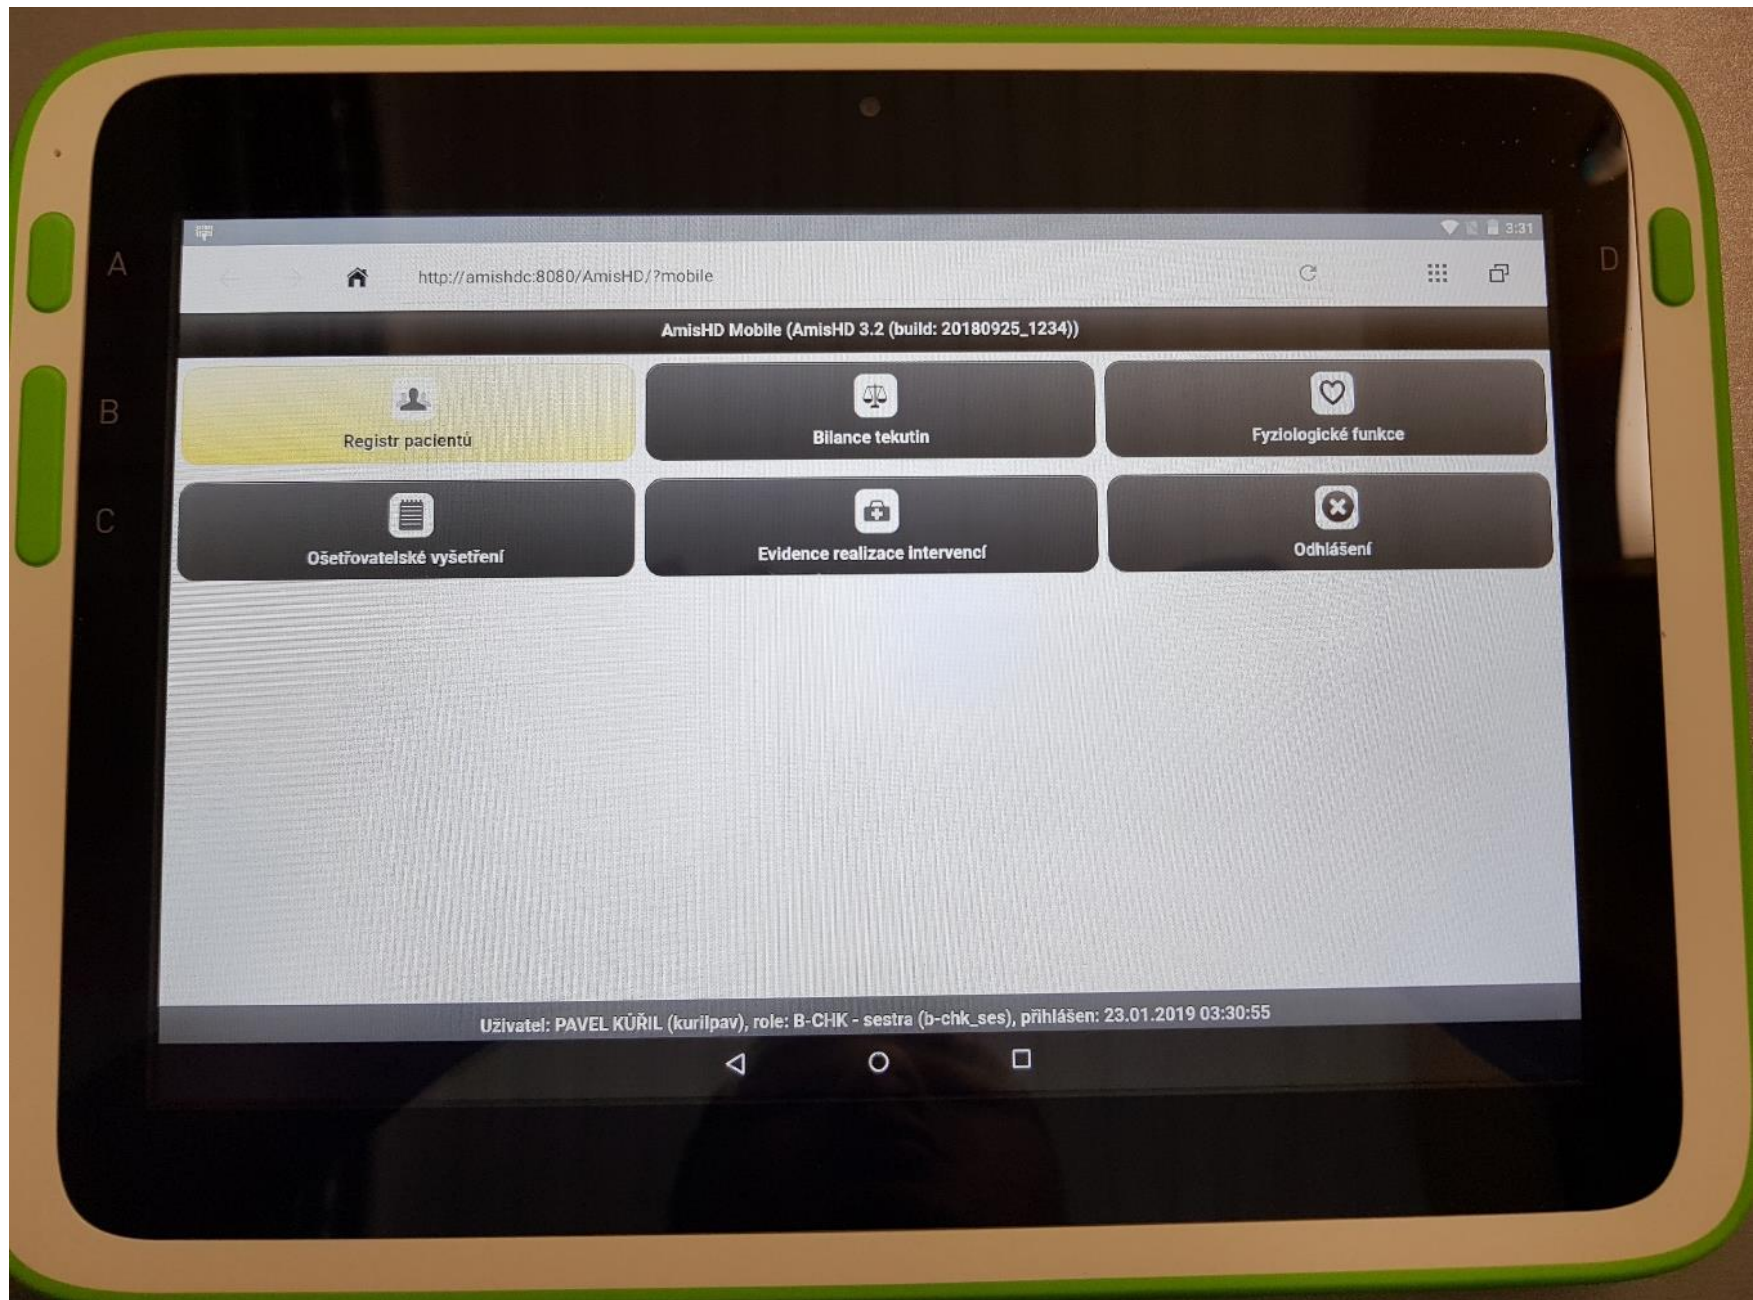 3:31
http://amishdc:8080/AmisHD/?mobile
AmisHD Mobile (AmisHD 3.2 (build: 20180925_1234))
Registr pacientů
Bilance tekutin
Fyziologické funkce
Ošetřovatelské vyšetření
Evidence realizace intervencí
Odhlášení
Uživatel: PAVEL KŮŘIL (kurilpav), role: B-CHK - sestra (b-chk_ses), přihlášen: 23.01.2019 03:30:55
A
B
C
D